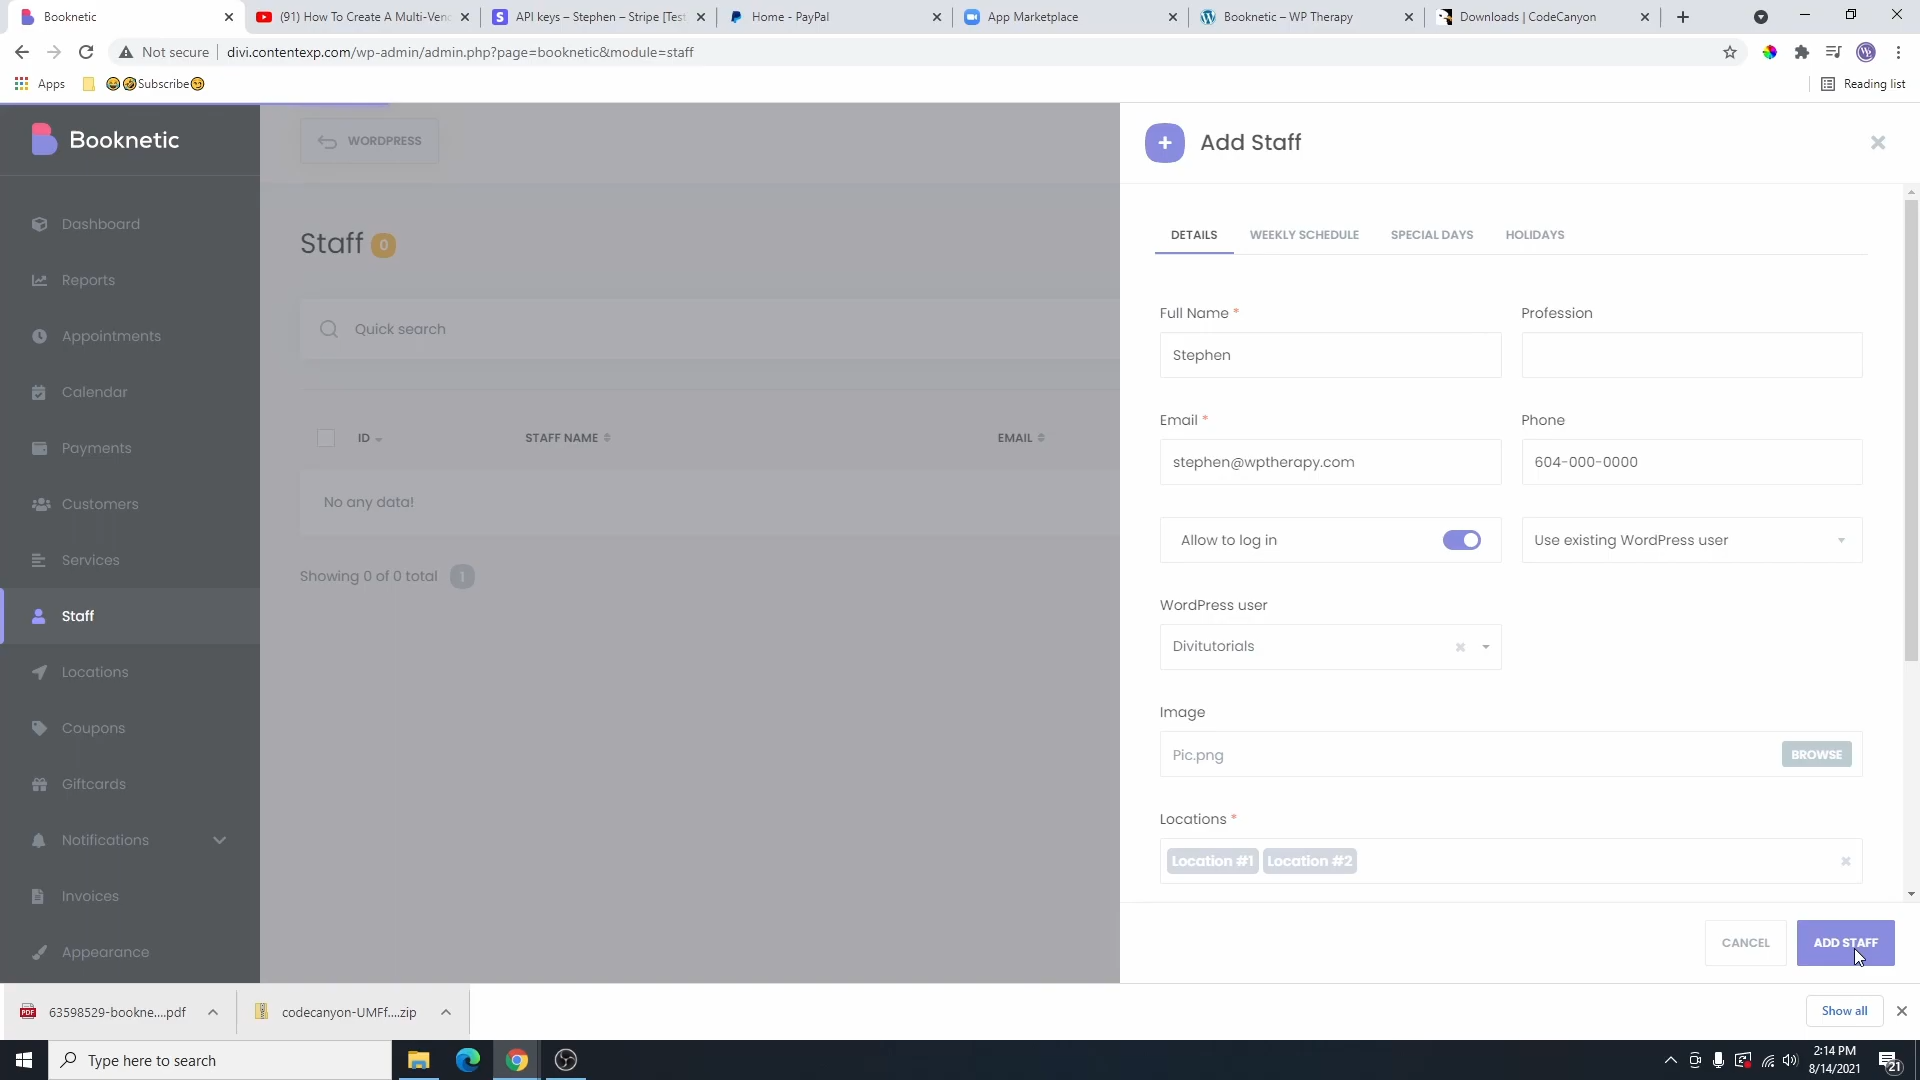 Booknetic
(91) How To Create A Multi-Venc
API keys – Stephen – Stripe [Test
Home - PayPal
App Marketplace
Booknetic – WP Therapy
Downloads | CodeCanyon
Not secure
divi.contentexp.com/wp-admin/admin.php?page=booknetic&module=staff
Apps
😂🤣Subscribe😊
Reading list
Booknetic
WORDPRESS
Add Staff
Dashboard
Reports
Appointments
Calendar
Payments
Customers
Services
Staff
Locations
Coupons
Giftcards
Notifications
Invoices
Appearance
Staff 0
Quick search
ID
STAFF NAME
EMAIL
No any data!
Showing 0 of 0 total 1
DETAILS
WEEKLY SCHEDULE
SPECIAL DAYS
HOLIDAYS
Full Name *
Profession
Stephen
Email *
Phone
stephen@wptherapy.com
604-000-0000
Allow to log in
Use existing WordPress user
WordPress user
Divitutorials
Image
Pic.png
BROWSE
Locations *
Location #1
Location #2
CANCEL
ADD STAFF
63598529-bookne....pdf
codecanyon-UMFf....zip
Show all
Type here to search
2:14 PM
8/14/2021
21